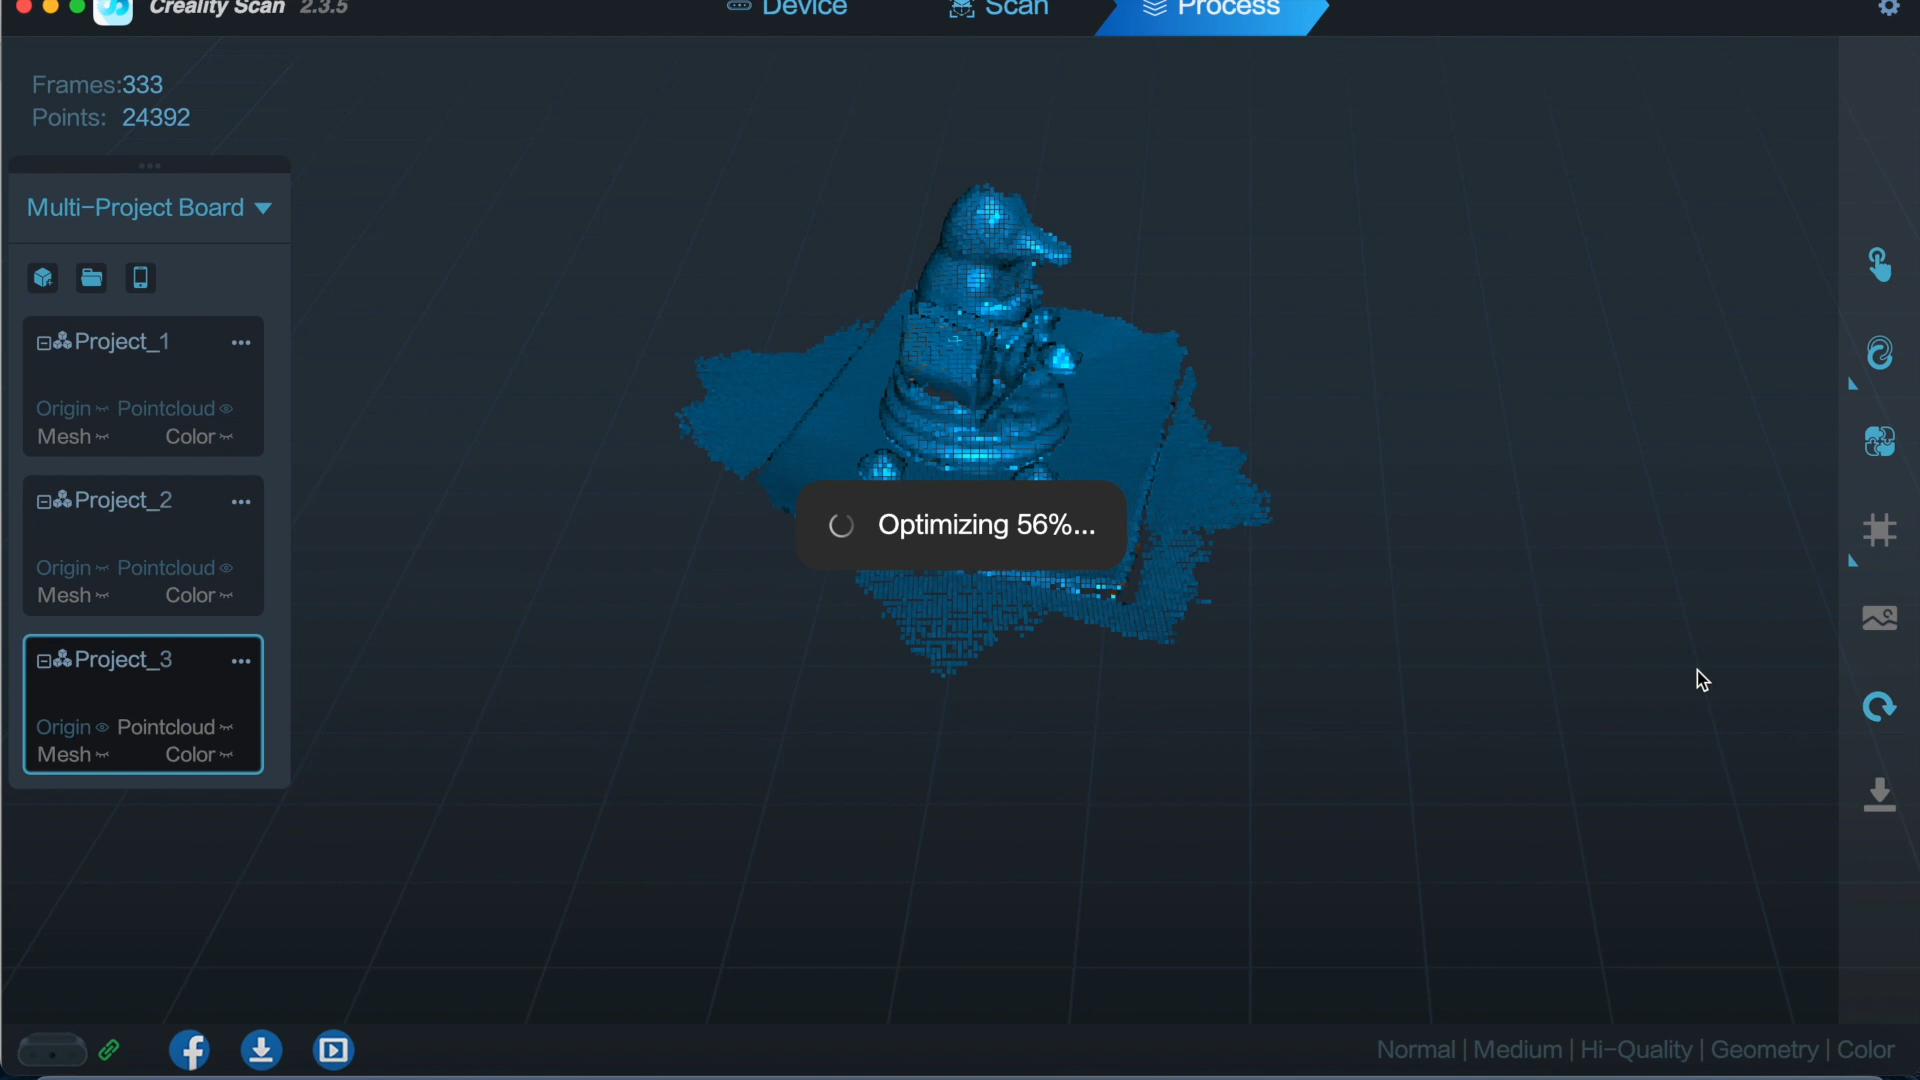 Creality Scan 2.3.5
Device
Scan
Process
Frames:333
Points: 24392
Multi-Project Board
Project_1
Origin Pointcloud
Mesh Color
Project_2
Origin Pointcloud
Mesh Color
Project_3
Origin Pointcloud
Mesh Color
Optimizing 56%...
Normal | Medium | Hi-Quality | Geometry | Color